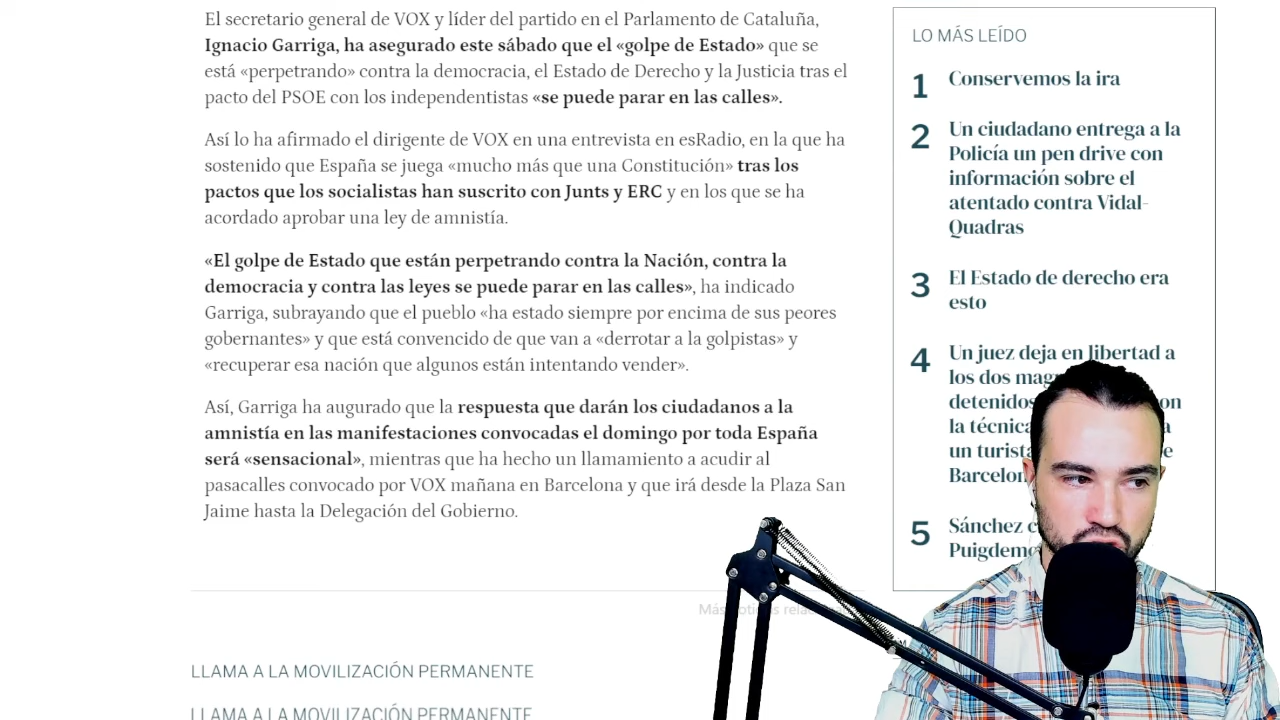 El secretario general de VOX y líder del partido en el Parlamento de Cataluña,
Ignacio Garriga, ha asegurado este sábado que el «golpe de Estado» que se
está «perpetrando» contra la democracia, el Estado de Derecho y la Justicia tras el
pacto del PSOE con los independentistas «se puede parar en las calles».
Así lo ha afirmado el dirigente de VOX en una entrevista en esRadio, en la que ha
sostenido que España se juega «mucho más que una Constitución» tras los
pactos que los socialistas han suscrito con Junts y ERC y en los que se ha
acordado aprobar una ley de amnistía.
«El golpe de Estado que están perpetrando contra la Nación, contra la
democracia y contra las leyes se puede parar en las calles», ha indicado
Garriga, subrayando que el pueblo «ha estado siempre por encima de sus peores
gobernantes» y que está convencido de que van a «derrotar a la golpistas» y
«recuperar esa nación que algunos están intentando vender».
Así, Garriga ha augurado que la respuesta que darán los ciudadanos a la
amnistía en las manifestaciones convocadas el domingo por toda España
será «sensacional», mientras que ha hecho un llamamiento a acudir al
pasacalles convocado por VOX mañana en Barcelona y que irá desde la Plaza San
Jaime hasta la Delegación del Gobierno.
LLAMA A LA MOVILIZACIÓN PERMANENTE
LLAMA A LA MOVILIZACIÓN PERMANENTE
LO MÁS LEÍDO
1 Conservemos la ira
2 Un ciudadano entrega a la
Policía un pen drive con
información sobre el
atentado contra Vidal-
Quadras
3 El Estado de derecho era
esto
4 Un juez deja en libertad a
los dos
detenidos
la técnica
un turista
5 Sánchez